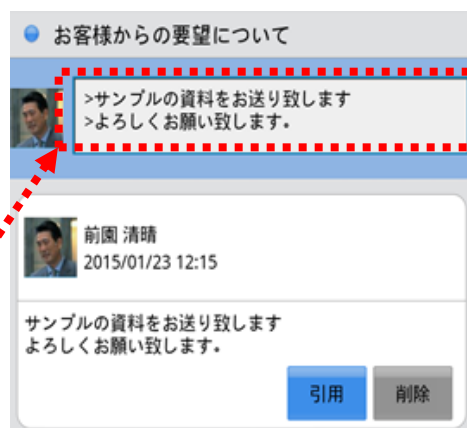 お客様からの要望について
>サンプルの資料をお送り致します
>よろしくお願い致します。
前園 清晴
2015/01/23 12:15
サンプルの資料をお送り致します
よろしくお願い致します。
引用
削除